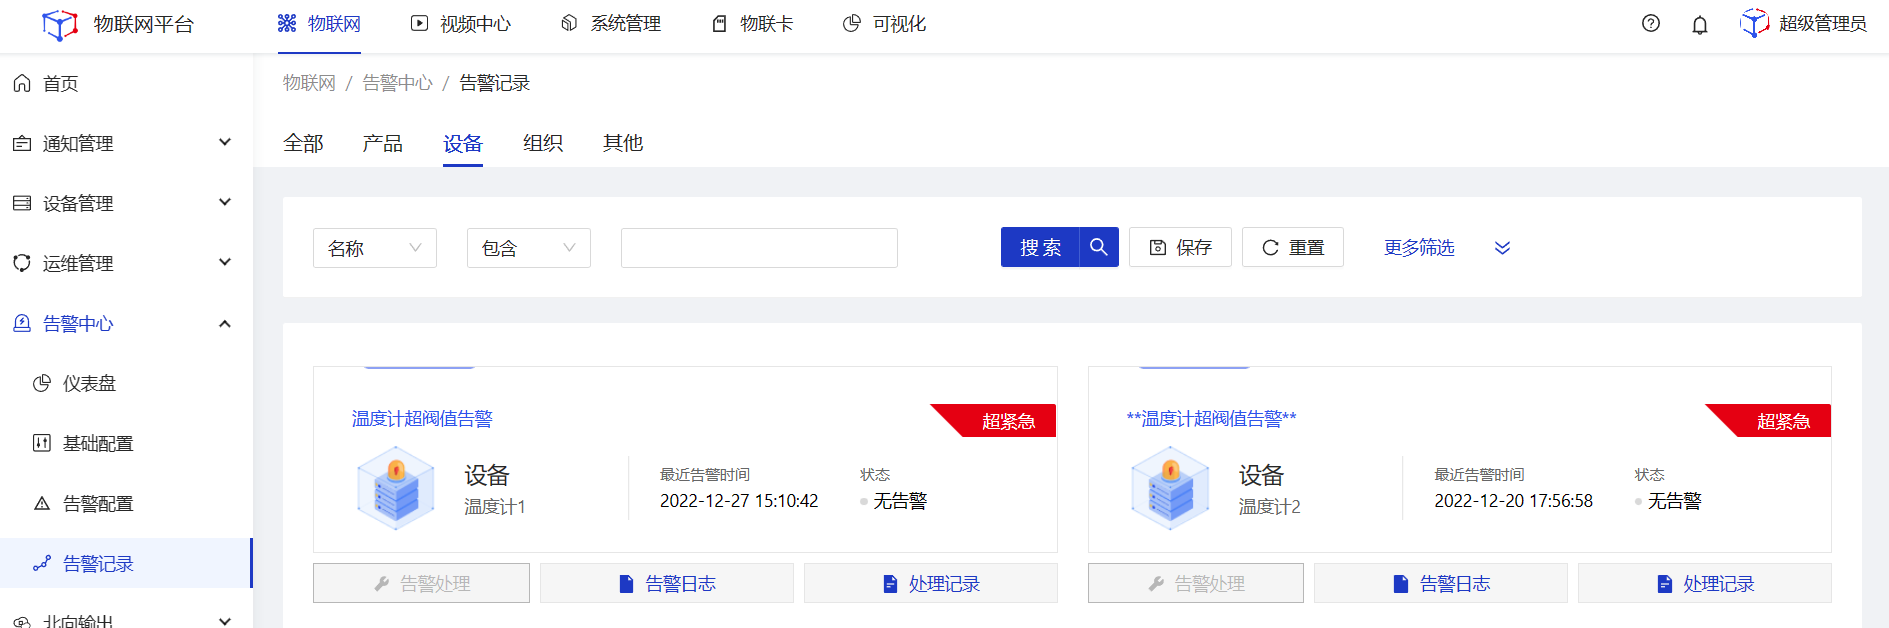 物联网平台
物联网
视频中心
系统管理
物联卡
可视化
超级管理员
首页
通知管理
设备管理
运维管理
告警中心
仪表盘
基础配置
告警配置
告警记录
北向输出
物联网 / 告警中心 / 告警记录
全部
产品
设备
组织
其他
名称
包含
搜索
保存
重置
更多筛选
温度计超阀值告警
超紧急
设备
温度计1
最近告警时间
2022-12-27 15:10:42
状态
无告警
告警处理
告警日志
处理记录
**温度计超阀值告警**
超紧急
设备
温度计2
最近告警时间
2022-12-20 17:56:58
状态
无告警
告警处理
告警日志
处理记录